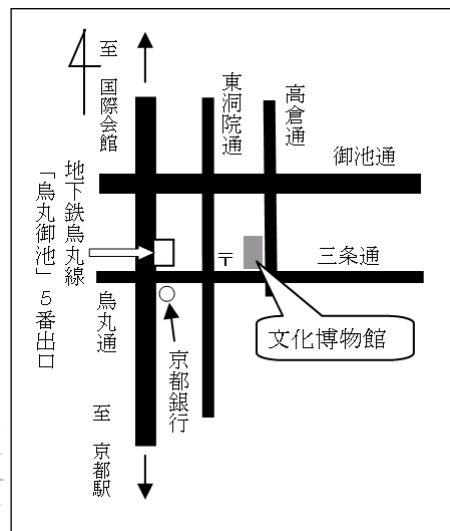 至 国際会館
東洞院通
高倉通
御池通
地下鉄烏丸線
「烏丸御池」5番出口
〒
三条通
烏丸通
文化博物館
京都銀行
至 京都駅